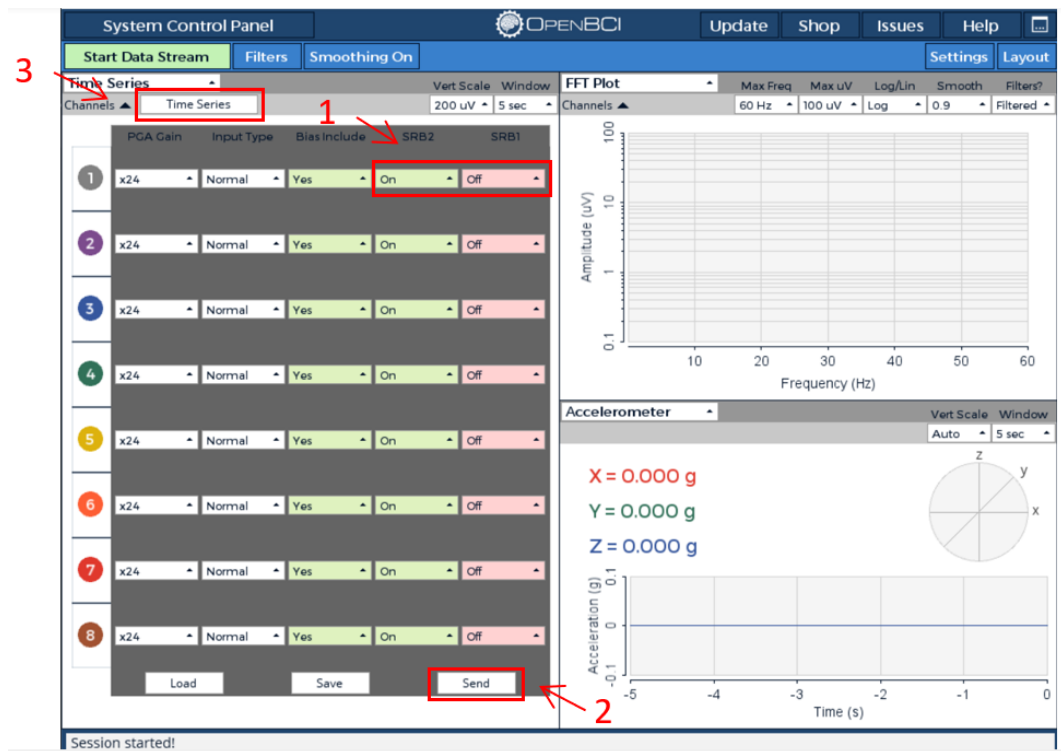 System Control Panel OPENBCI Update Shop Issues Help ...
Start Data Stream Filters Smoothing On Settings Layout
3
Time Series Vert Scale Window
Channels Time Series 200 uV 5 sec
1
PGA Gain Input Type Bias Include SRB2 SRB1
1 x24 Normal Yes On Off
2 x24 Normal Yes On Off
3 x24 Normal Yes On Off
4 x24 Normal Yes On Off
5 x24 Normal Yes On Off
6 x24 Normal Yes On Off
7 x24 Normal Yes On Off
8 x24 Normal Yes On Off
Load Save Send
2
FFT Plot Max Freq Max uV Log/Lin Smooth Filters?
Channels 60 Hz 100 uV Log 0.9 Filtered
100
10
1
0.1
Amplitude (uV)
10 20 30 40 50 60
Frequency (Hz)
Accelerometer Vert Scale Window
Auto 5 sec
X = 0.000 g
Y = 0.000 g
Z = 0.000 g
z
y
x
0.1
0
-0.1
Acceleration (g)
-5 -4 -3 -2 -1 0
Time (s)
Session started!